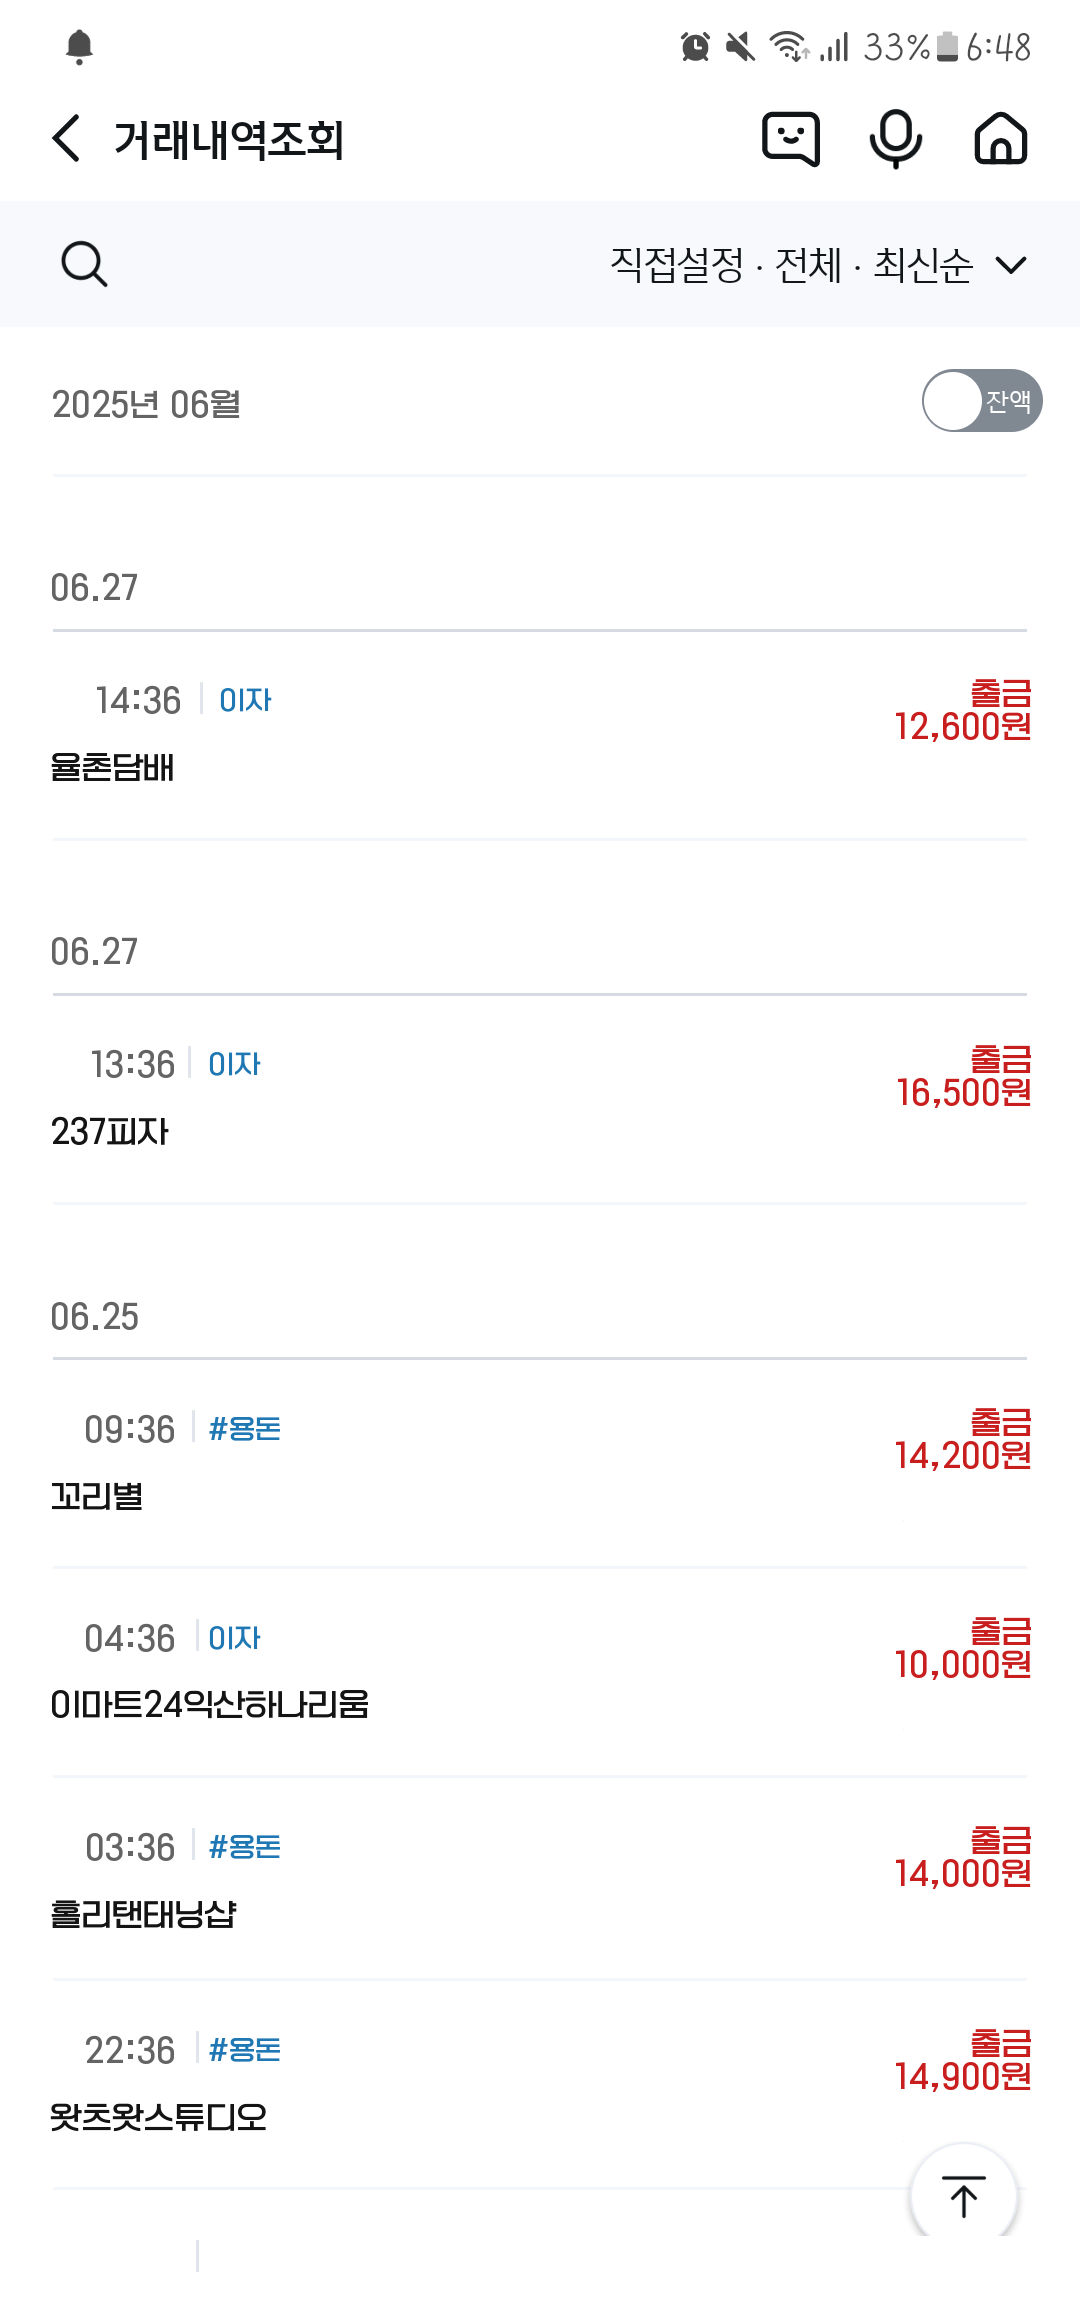 33% 6:48
거래내역조회
직접설정 · 전체 · 최신순
2025년 06월
잔액
06.27
14:36 이자
출금
12,600원
율촌담배
06.27
13:36 이자
출금
16,500원
237피자
06.25
09:36 #용돈
출금
14,200원
꼬리별
04:36 이자
출금
10,000원
이마트24익산하나리움
03:36 #용돈
출금
14,000원
홀리탠태닝샵
22:36 #용돈
출금
14,900원
왓츠왓스튜디오